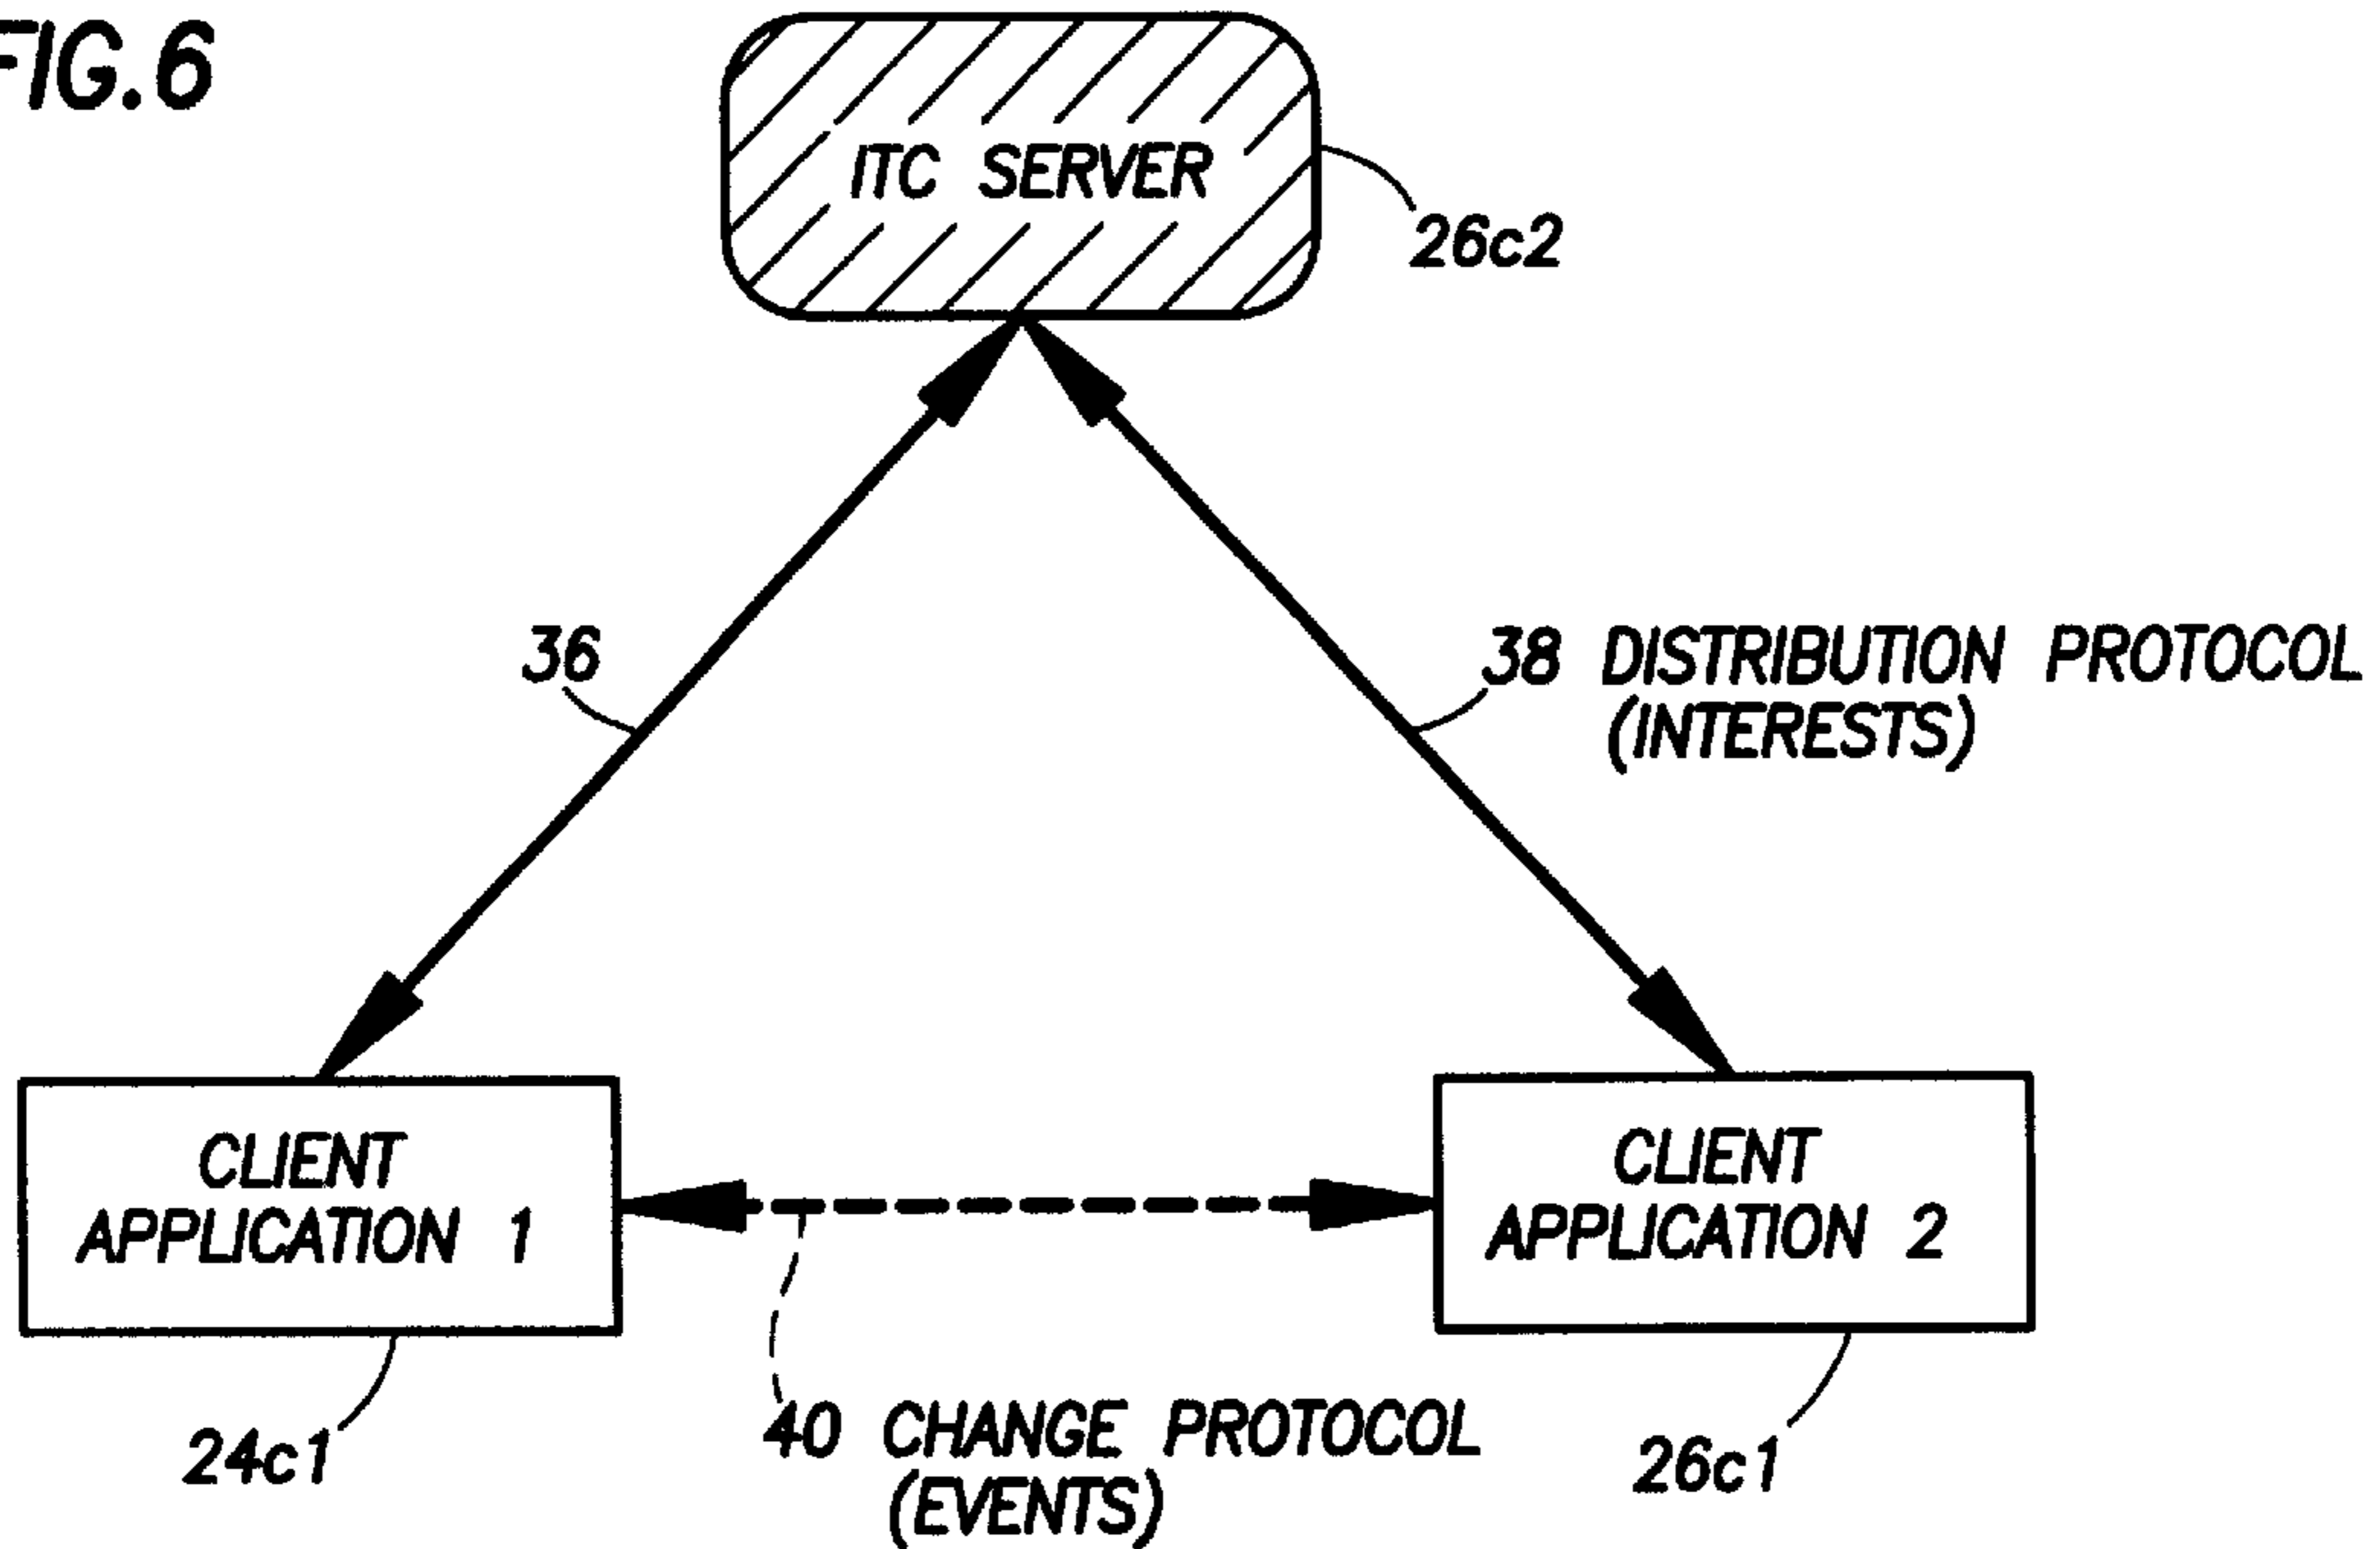 FIG.6
ITC SERVER
26c2
36
38 DISTRIBUTION PROTOCOL
(INTERESTS)
CLIENT
APPLICATION 1
CLIENT
APPLICATION 2
24c1
40 CHANGE PROTOCOL
(EVENTS)
26c1